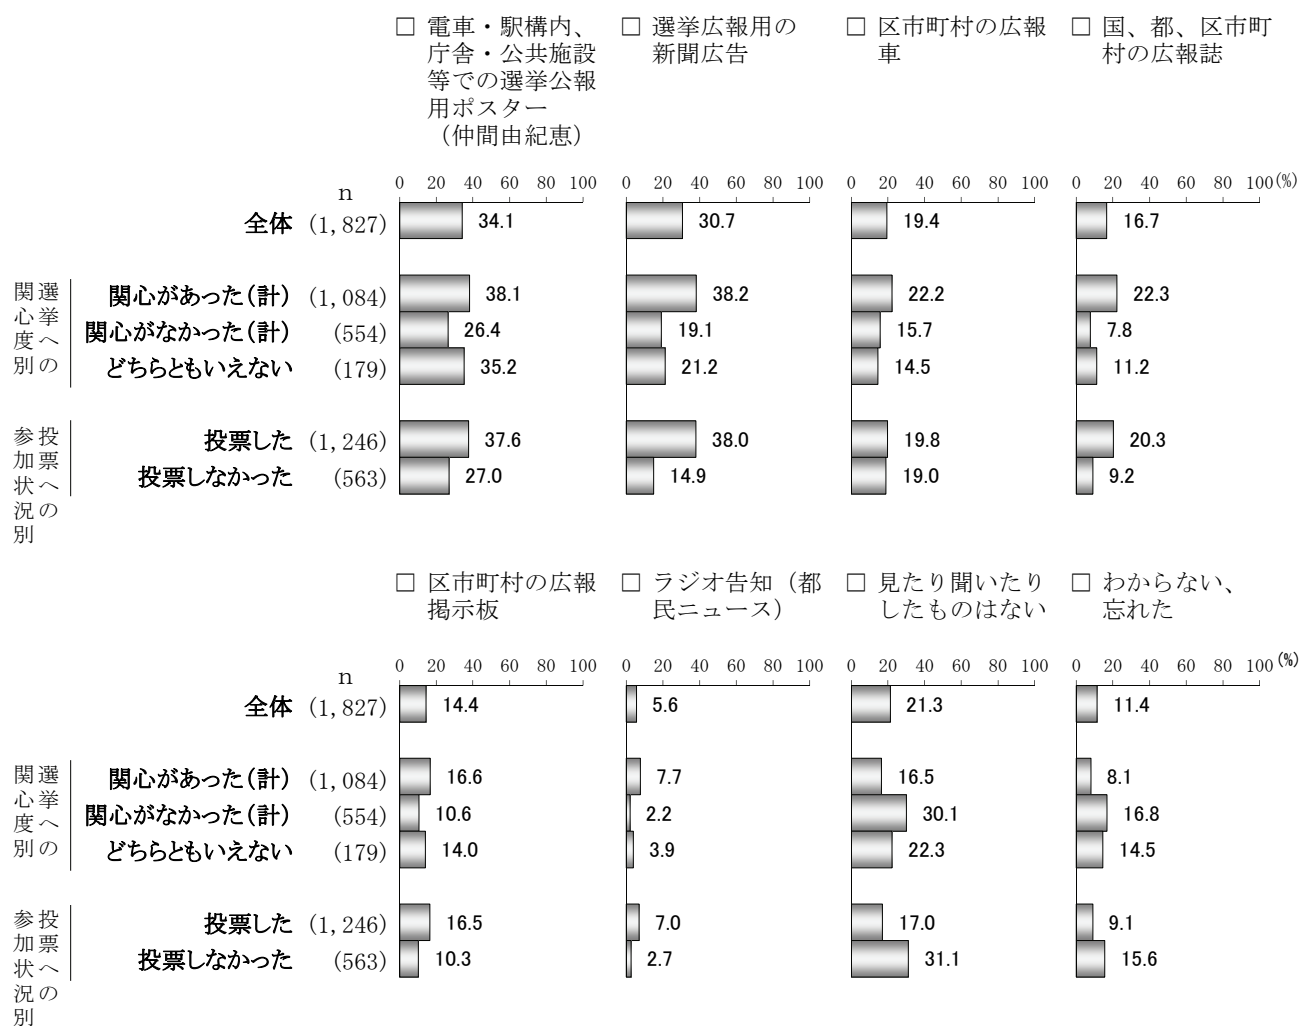 □ 電車・駅構内、
庁舎・公共施設
等での選挙公報
用ポスター
（仲間由紀恵）
□ 選挙広報用の
新聞広告
□ 区市町村の広報
車
□ 国、都、区市町
村の広報誌
n
0 20 40 60 80 100
0 20 40 60 80 100
0 20 40 60 80 100
0 20 40 60 80 100(%)
全体 (1,827) 34.1 30.7 19.4 16.7
選挙への
関心度別
関心があった(計) (1,084) 38.1 38.2 22.2 22.3
関心がなかった(計) (554) 26.4 19.1 15.7 7.8
どちらともいえない (179) 35.2 21.2 14.5 11.2
投票への
参加状況別
投票した (1,246) 37.6 38.0 19.8 20.3
投票しなかった (563) 27.0 14.9 19.0 9.2
□ 区市町村の広報
掲示板
□ ラジオ告知（都
民ニュース）
□ 見たり聞いたり
したものはない
□ わからない、
忘れた
n
0 20 40 60 80 100
0 20 40 60 80 100
0 20 40 60 80 100
0 20 40 60 80 100(%)
全体 (1,827) 14.4 5.6 21.3 11.4
選挙への
関心度別
関心があった(計) (1,084) 16.6 7.7 16.5 8.1
関心がなかった(計) (554) 10.6 2.2 30.1 16.8
どちらともいえない (179) 14.0 3.9 22.3 14.5
投票への
参加状況別
投票した (1,246) 16.5 7.0 17.0 9.1
投票しなかった (563) 10.3 2.7 31.1 15.6